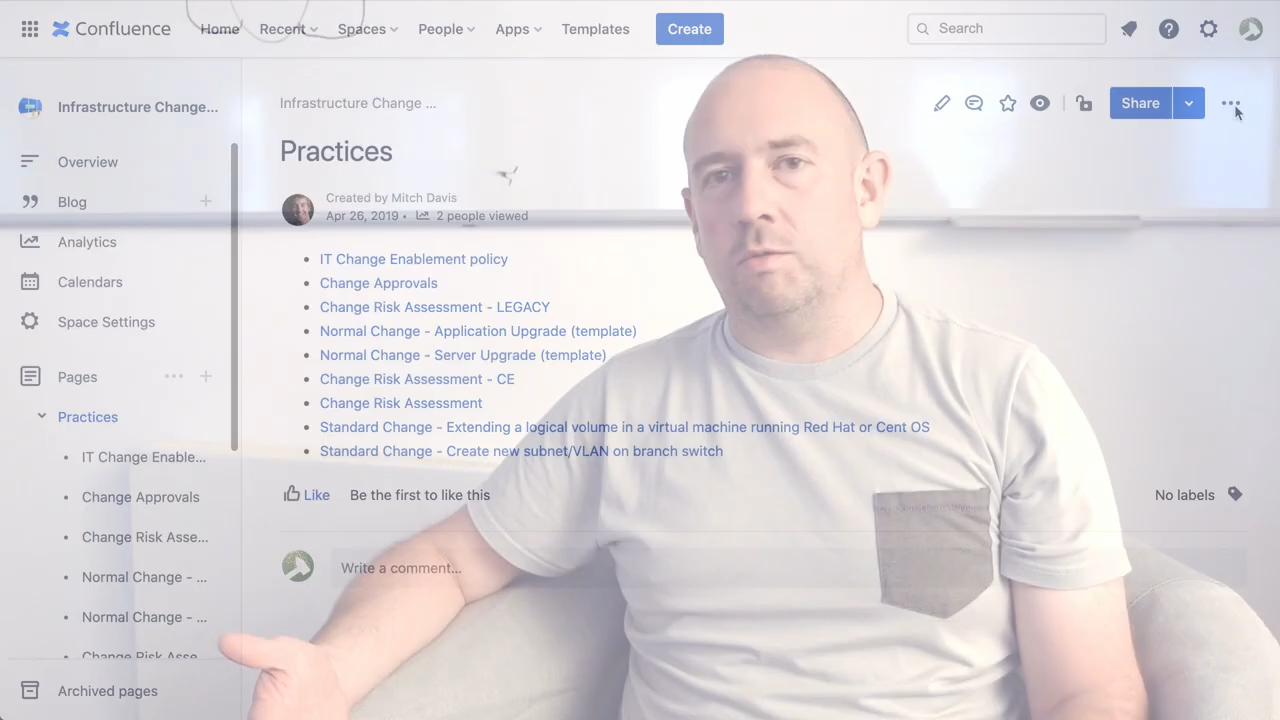 Confluence Home Recent Spaces People Apps Templates Create Search
Infrastructure Change...
Overview
Blog
Analytics
Calendars
Space Settings
Pages
Practices
IT Change Enable...
Change Approvals
Change Risk Asse...
Normal Change - ...
Normal Change - ...
Change Risk Asse
Archived pages
Infrastructure Change ...
Share
Practices
Created by Mitch Davis
Apr 26, 2019 • 2 people viewed
• IT Change Enablement policy
• Change Approvals
• Change Risk Assessment - LEGACY
• Normal Change - Application Upgrade (template)
• Normal Change - Server Upgrade (template)
• Change Risk Assessment - CE
• Change Risk Assessment
• Standard Change - Extending a logical volume in a virtual machine running Red Hat or Cent OS
• Standard Change - Create new subnet/VLAN on branch switch
Like Be the first to like this
No labels
Write a comment...